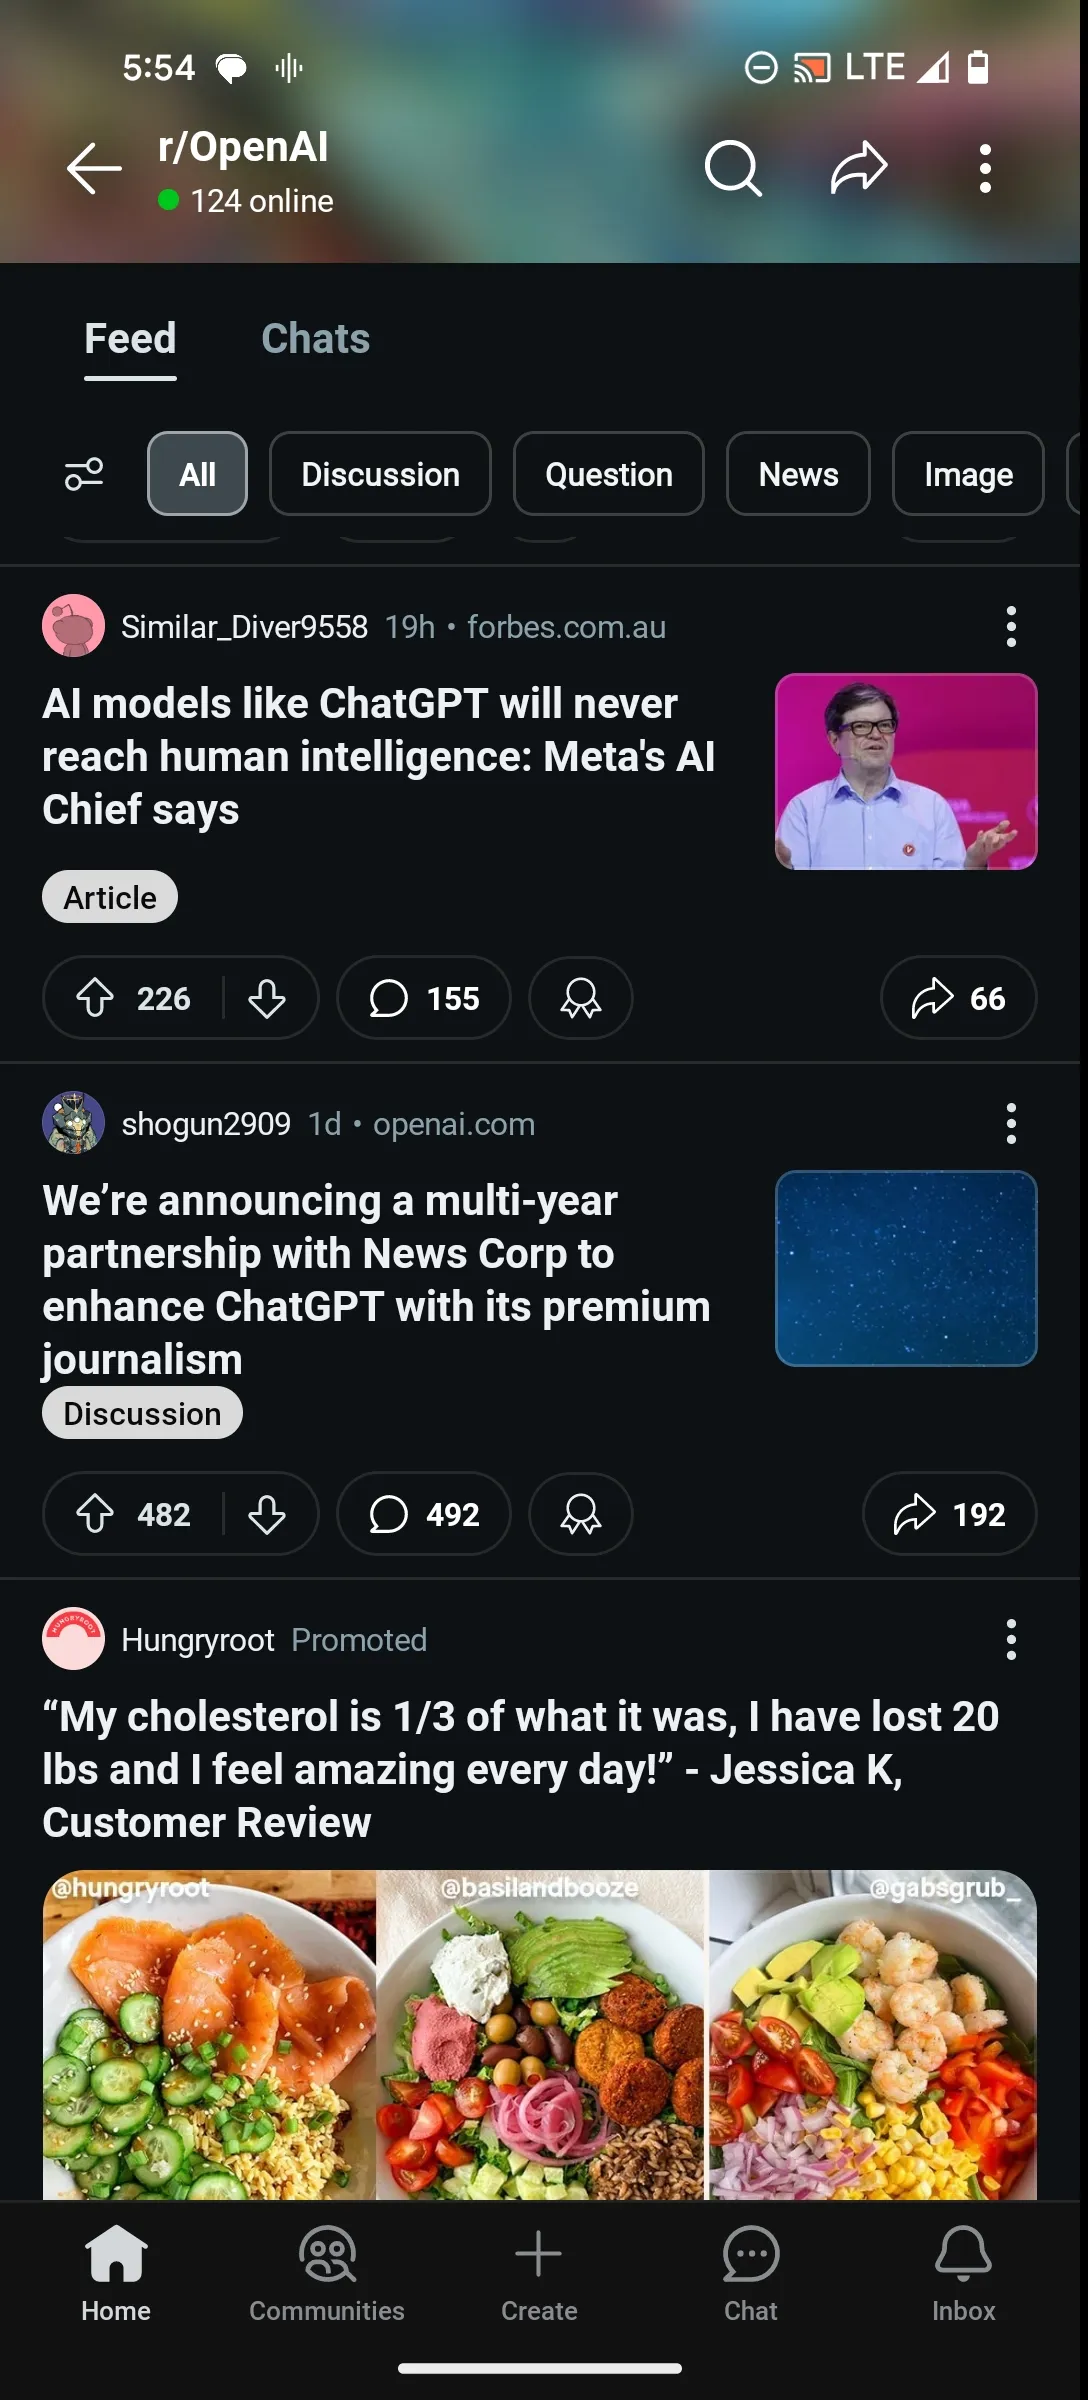 5:54
LTE
r/OpenAI
124 online
Feed
Chats
All
Discussion
Question
News
Image
Similar_Diver9558 19h • forbes.com.au
AI models like ChatGPT will never
reach human intelligence: Meta's AI
Chief says
Article
226
155
66
shogun2909 1d • openai.com
We’re announcing a multi-year
partnership with News Corp to
enhance ChatGPT with its premium
journalism
Discussion
482
492
192
HUNGRYROOT
Hungryroot Promoted
“My cholesterol is 1/3 of what it was, I have lost 20
lbs and I feel amazing every day!” - Jessica K,
Customer Review
@hungryroot
@basilandbooze
@gabsgrub_
Home
Communities
Create
Chat
Inbox